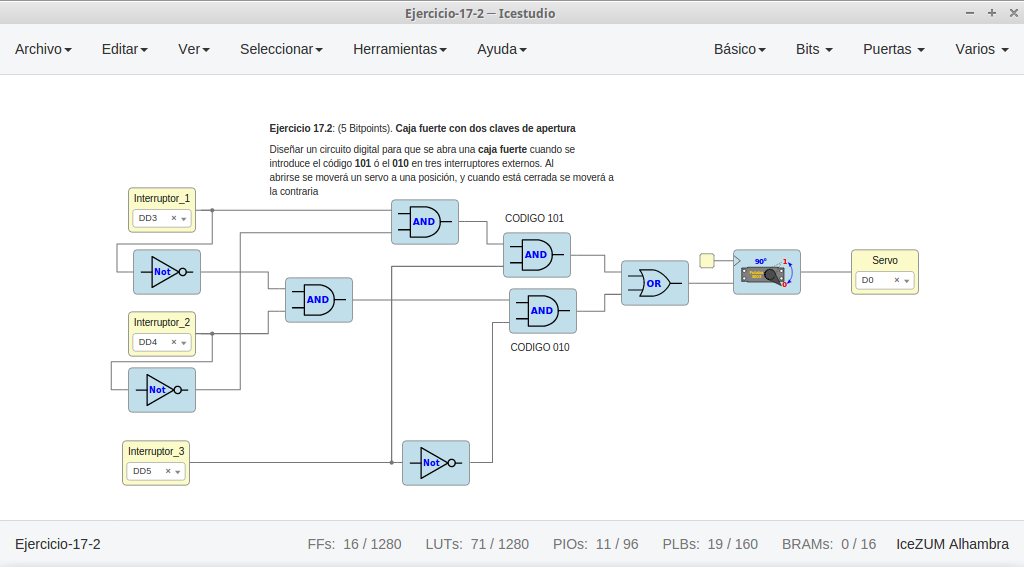 Ejercicio-17-2 — Icestudio
Archivo Editar Ver Seleccionar Herramientas Ayuda Básico Bits Puertas Varios
Ejercicio 17.2: (5 Bitpoints). Caja fuerte con dos claves de apertura
Diseñar un circuito digital para que se abra una caja fuerte cuando se
introduce el código 101 ó el 010 en tres interruptores externos. Al
abrirse se moverá un servo a una posición, y cuando está cerrada se moverá a
la contraria
Interruptor_1
DD3
AND
CODIGO 101
AND
Not
90º
1
0
Servo
D0
OR
AND
AND
CODIGO 010
Interruptor_2
DD4
Not
Interruptor_3
DD5
Not
Ejercicio-17-2 FFs: 16 / 1280 LUTs: 71 / 1280 PIOs: 11 / 96 PLBs: 19 / 160 BRAMs: 0 / 16 IceZUM Alhambra